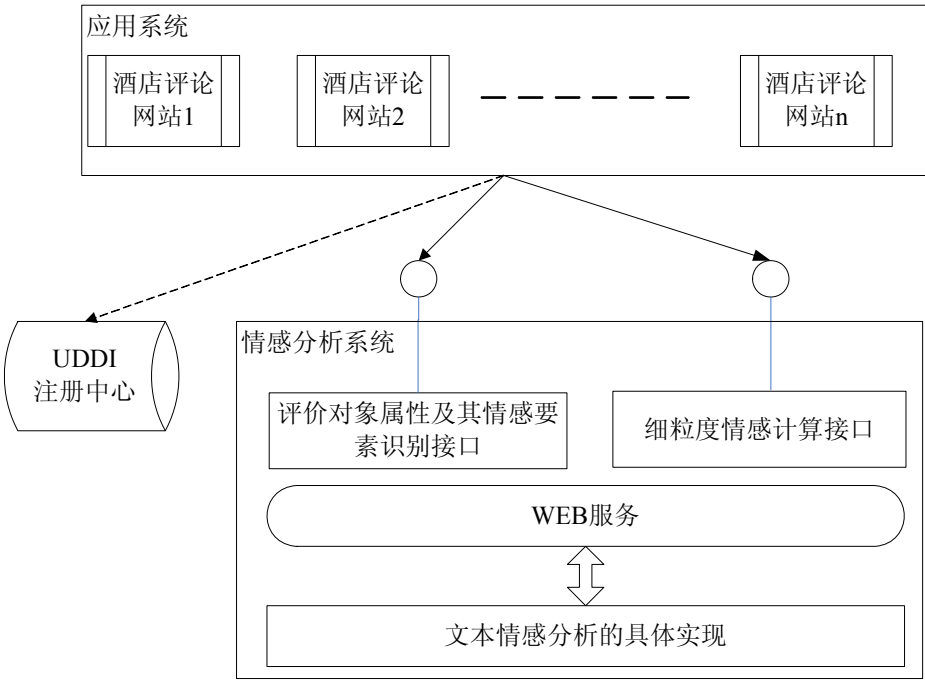 应用系统
酒店评论
网站1
酒店评论
网站2
酒店评论
网站n
UDDI
注册中心
情感分析系统
评价对象属性及其情感要
素识别接口
细粒度情感计算接口
WEB服务
文本情感分析的具体实现